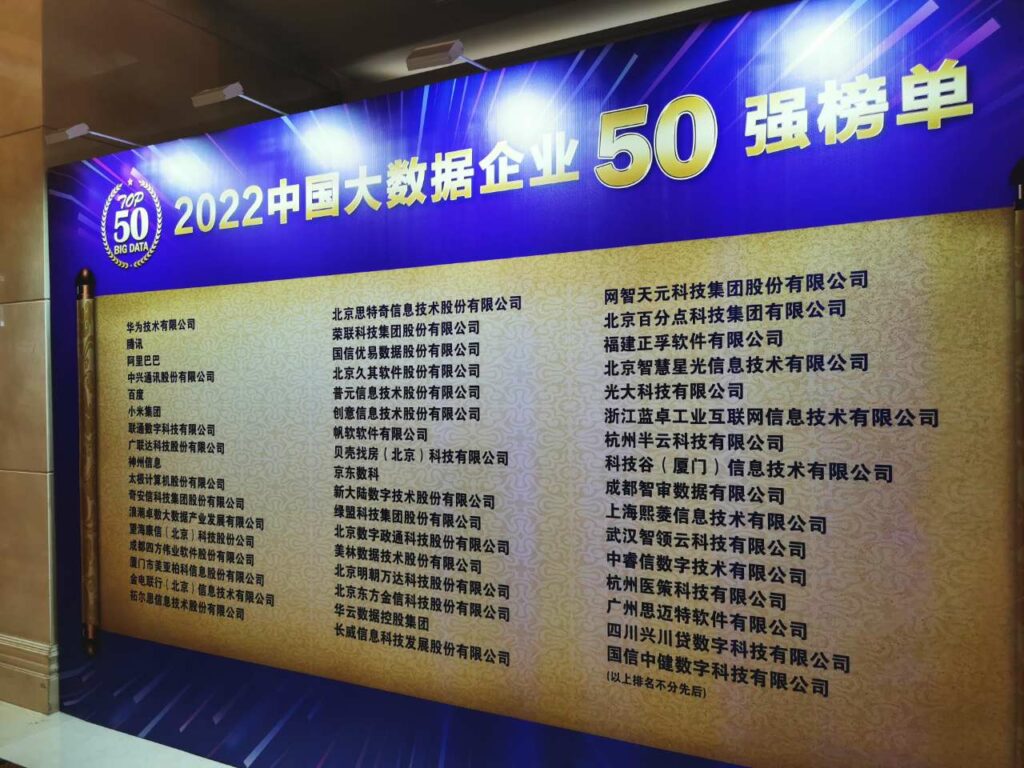 TOP
50
BIG DATA
2022中国大数据企业50强榜单
华为技术有限公司
腾讯
阿里巴巴
中兴通讯股份有限公司
百度
小米集团
联通数字科技有限公司
广联达科技股份有限公司
神州信息
太极计算机股份有限公司
奇安信科技集团股份有限公司
浪潮卓数大数据产业发展有限公司
望海康信（北京）科技股份公司
成都四方伟业软件股份有限公司
厦门市美亚柏科信息股份有限公司
金电联行（北京）信息技术有限公司
拓尔思信息技术股份有限公司
北京思特奇信息技术股份有限公司
荣联科技集团股份有限公司
国信优易数据股份有限公司
北京久其软件股份有限公司
普元信息技术股份有限公司
创意信息技术股份有限公司
帆软软件有限公司
贝壳找房（北京）科技有限公司
京东数科
新大陆数字技术股份有限公司
绿盟科技集团股份有限公司
北京数字政通科技股份有限公司
美林数据技术股份有限公司
北京明朝万达科技股份有限公司
北京东方金信科技股份有限公司
华云数据控股集团
长威信息科技发展股份有限公司
网智天元科技集团股份有限公司
北京百分点科技集团有限公司
福建正孚软件有限公司
北京智慧星光信息技术有限公司
光大科技有限公司
浙江蓝卓工业互联网信息技术有限公司
杭州半云科技有限公司
科技谷（厦门）信息技术有限公司
成都智审数据有限公司
上海熙菱信息技术有限公司
武汉智领云科技有限公司
中睿信数字技术有限公司
杭州医策科技有限公司
广州思迈特软件有限公司
四川兴川贷数字科技有限公司
国信中健数字科技有限公司
(以上排名不分先后)